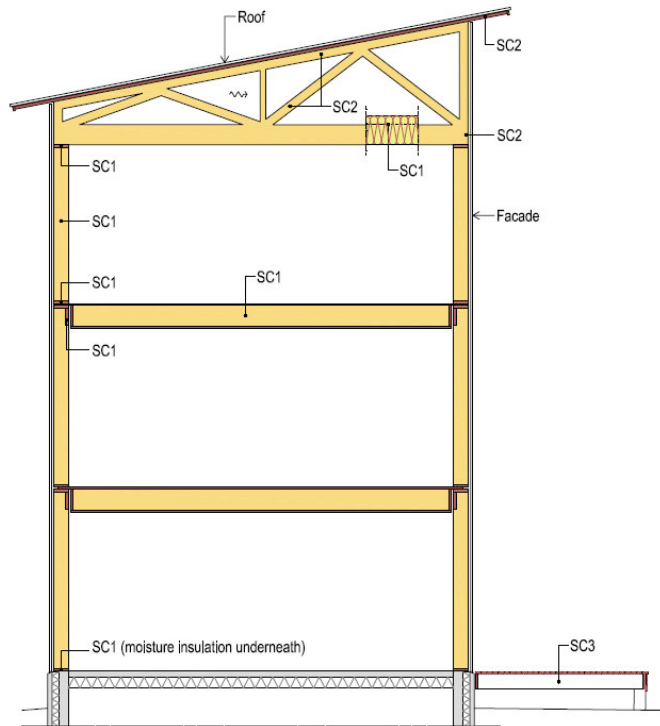 Roof
SC2
SC2
SC2
SC1
SC1
SC1
Facade
SC1
SC1
SC1
SC1 (moisture insulation underneath)
SC3